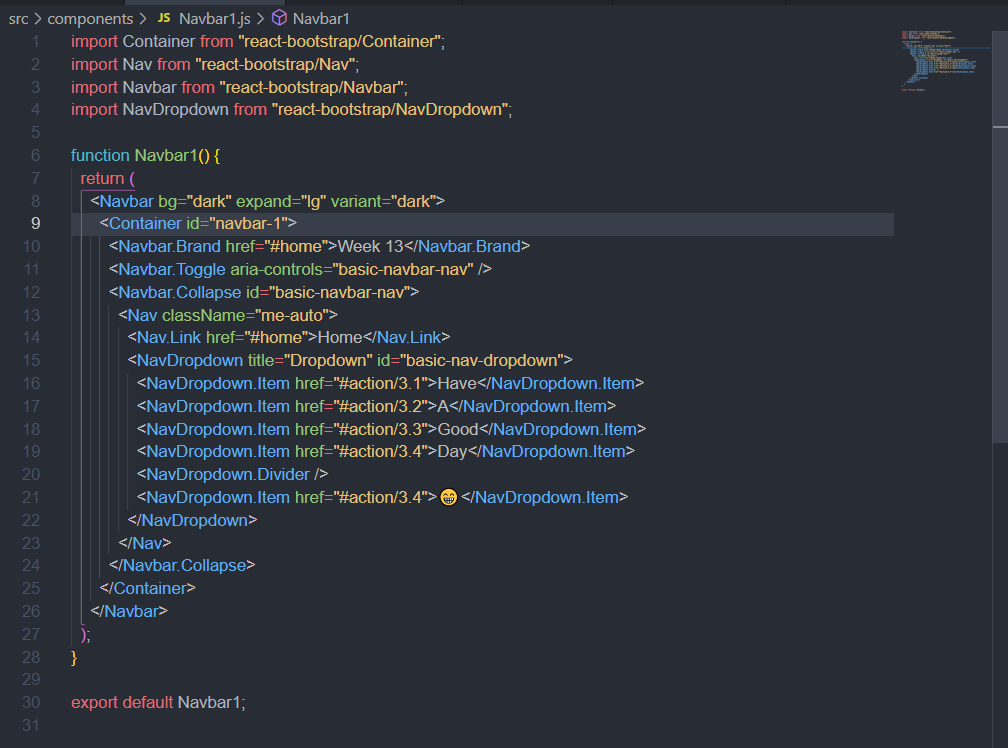 src > components > JS Navbar1.js > Navbar1
1 import Container from "react-bootstrap/Container";
2 import Nav from "react-bootstrap/Nav";
3 import Navbar from "react-bootstrap/Navbar";
4 import NavDropdown from "react-bootstrap/NavDropdown";
5
6 function Navbar1() {
7 return (
8 <Navbar bg="dark" expand="lg" variant="dark">
9 <Container id="navbar-1">
10 <Navbar.Brand href="#home">Week 13</Navbar.Brand>
11 <Navbar.Toggle aria-controls="basic-navbar-nav" />
12 <Navbar.Collapse id="basic-navbar-nav">
13 <Nav className="me-auto">
14 <Nav.Link href="#home">Home</Nav.Link>
15 <NavDropdown title="Dropdown" id="basic-nav-dropdown">
16 <NavDropdown.Item href="#action/3.1">Have</NavDropdown.Item>
17 <NavDropdown.Item href="#action/3.2">A</NavDropdown.Item>
18 <NavDropdown.Item href="#action/3.3">Good</NavDropdown.Item>
19 <NavDropdown.Item href="#action/3.4">Day</NavDropdown.Item>
20 <NavDropdown.Divider />
21 <NavDropdown.Item href="#action/3.4">😁</NavDropdown.Item>
22 </NavDropdown>
23 </Nav>
24 </Navbar.Collapse>
25 </Container>
26 </Navbar>
27 );
28 }
29
30 export default Navbar1;
31